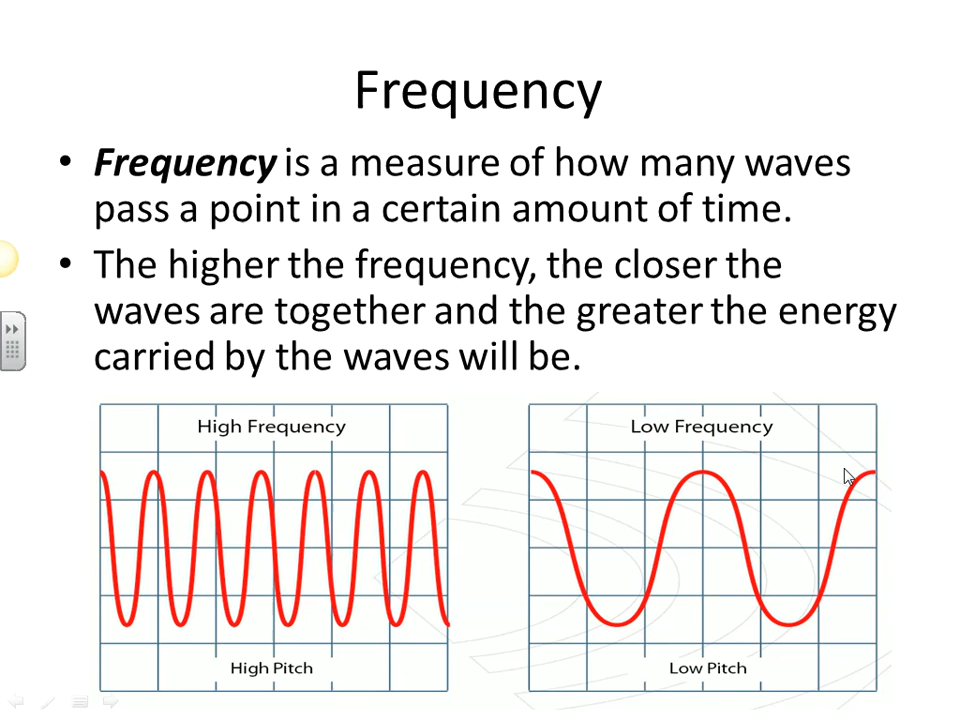 Frequency
• Frequency is a measure of how many waves
pass a point in a certain amount of time.
• The higher the frequency, the closer the
waves are together and the greater the energy
carried by the waves will be.
High Frequency
High Pitch
Low Frequency
Low Pitch